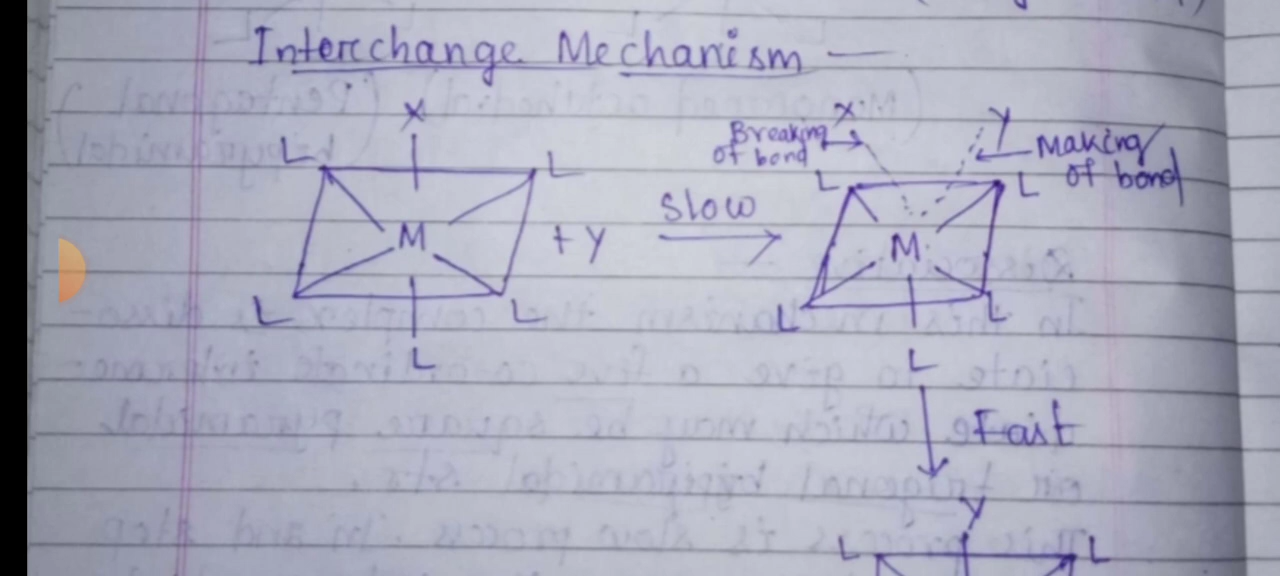 Interchange Mechanism —
X
L L
M
L L
L
+ Y
Slow
Breaking of bond
X
Y
Making of bond
L L
M
L L
L
Fast
Y
L L